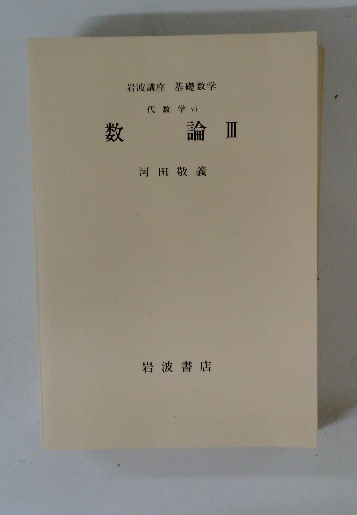 岩波講座 基礎数学
代数学 vi
数論 III
河田敬義
岩波書店